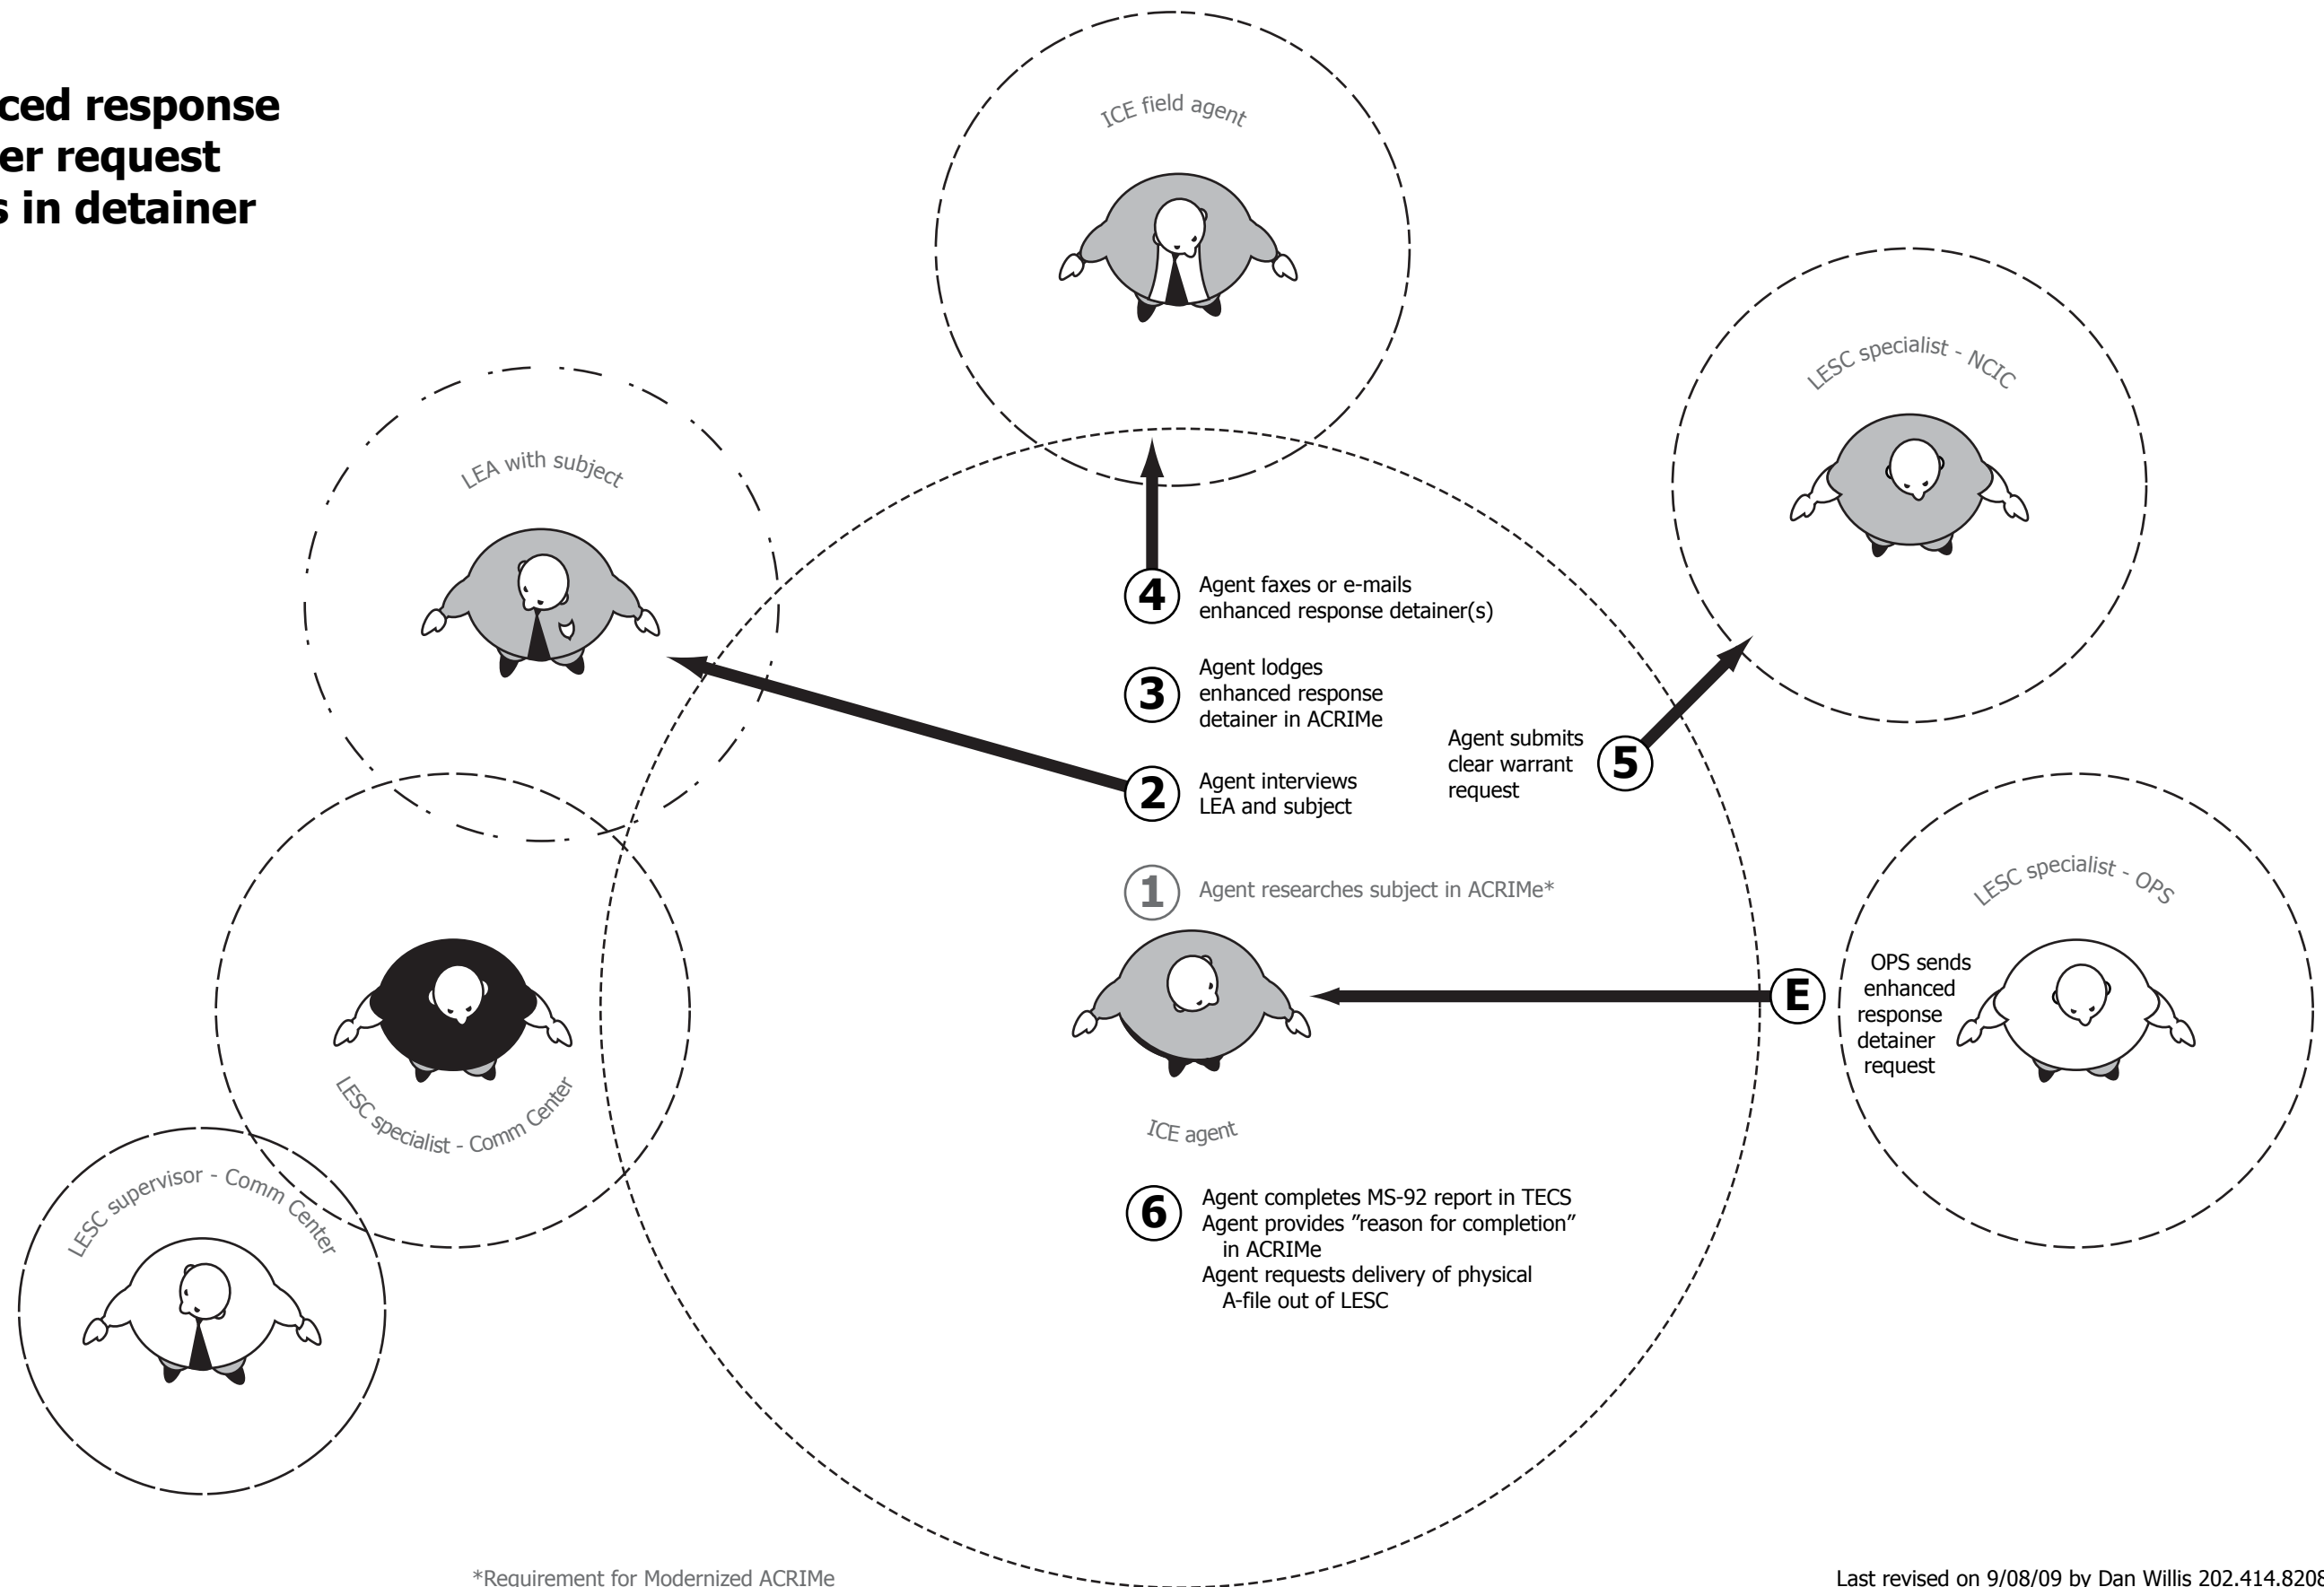 ced response
er request
s in detainer
ICE field agent
LESC specialist - NCIC
LEA with subject
4
Agent faxes or e-mails
enhanced response detainer(s)
3
Agent lodges
enhanced response
detainer in ACRIMe
Agent submits
clear warrant
request
5
2
Agent interviews
LEA and subject
1
Agent researches subject in ACRIMe*
LESC specialist - OPS
E
OPS sends
enhanced
response
detainer
request
LESC specialist - Comm Center
ICE agent
LESC supervisor - Comm Center
6
Agent completes MS-92 report in TECS
Agent provides ”reason for completion”
in ACRIMe
Agent requests delivery of physical
A-file out of LESC
*Requirement for Modernized ACRIMe
Last revised on 9/08/09 by Dan Willis 202.414.8208